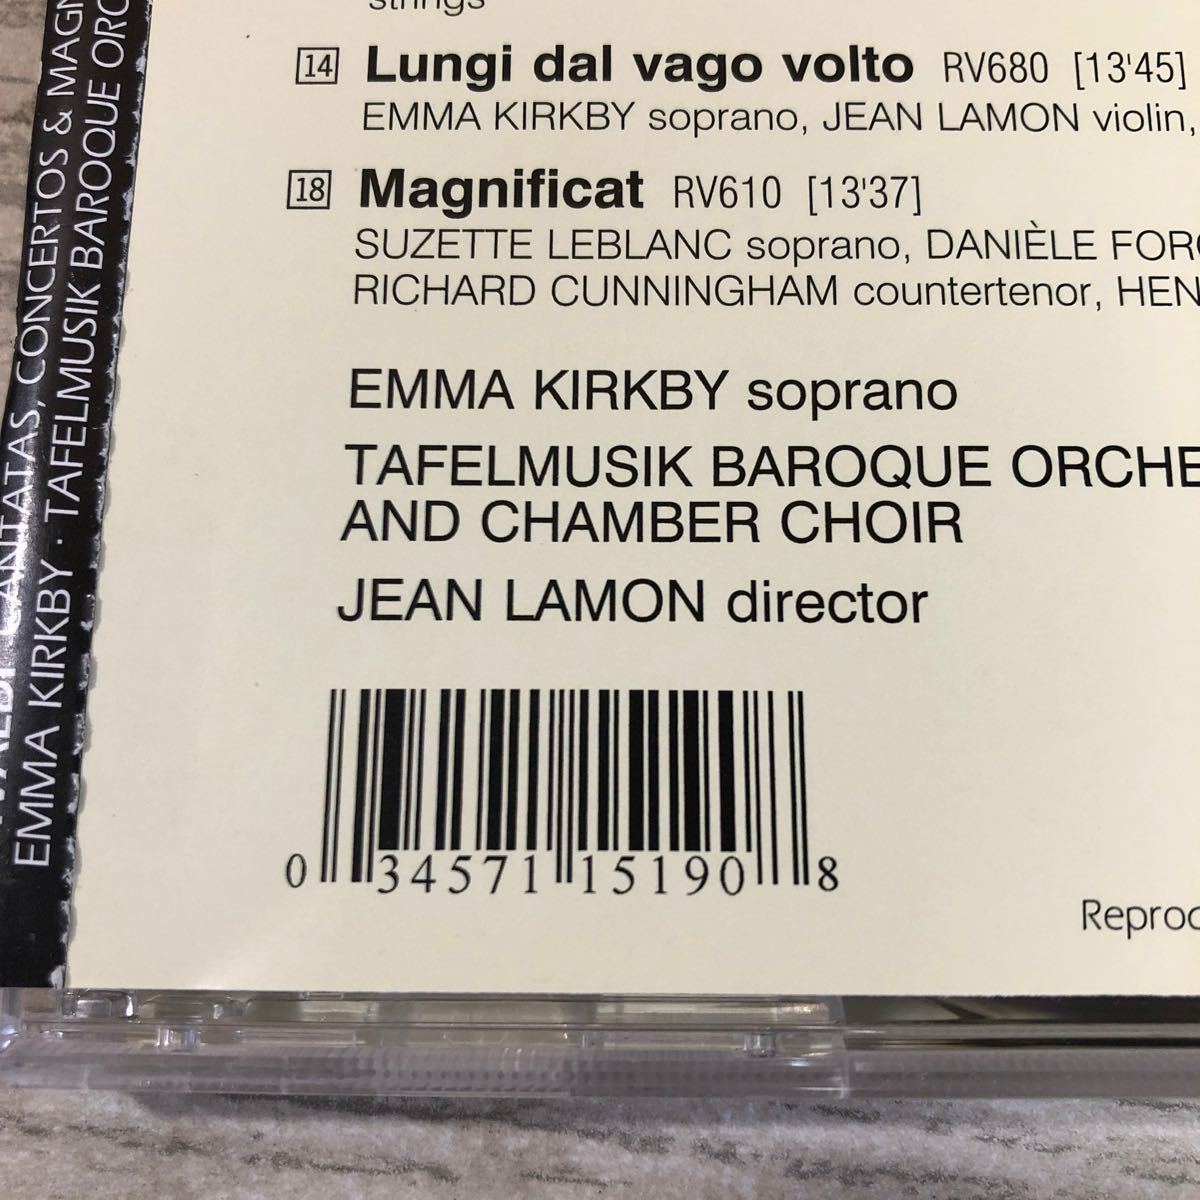 strings
14 Lungi dal vago volto RV680 [13'45]
EMMA KIRKBY soprano, JEAN LAMON violin,
18 Magnificat RV610 [13'37]
SUZETTE LEBLANC soprano, DANIÈLE FORG
RICHARD CUNNINGHAM countertenor, HEN
EMMA KIRKBY soprano
TAFELMUSIK BAROQUE ORCHE
AND CHAMBER CHOIR
JEAN LAMON director
0 34571 15190 8
Reproc
VALDI CANTATAS, CONCERTOS & MAGN
EMMA KIRKBY · TAFELMUSIK BAROQUE ORC